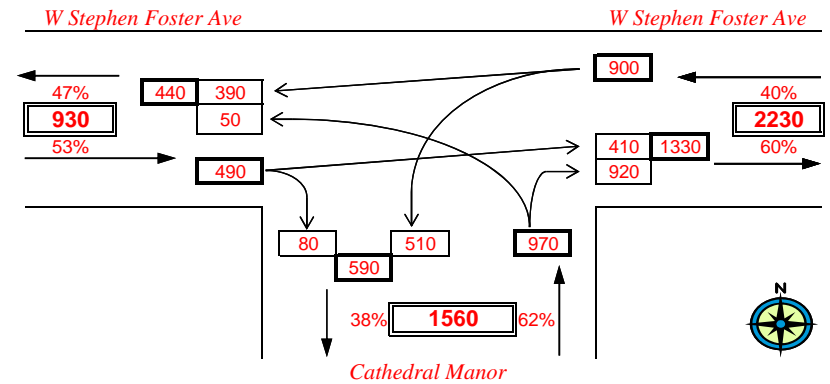 W Stephen Foster Ave W Stephen Foster Ave
900
47% 440 390 40%
930 50 2230
53% 410 1330 60%
490 920
80 510 970
590
N
38% 1560 62%
Cathedral Manor